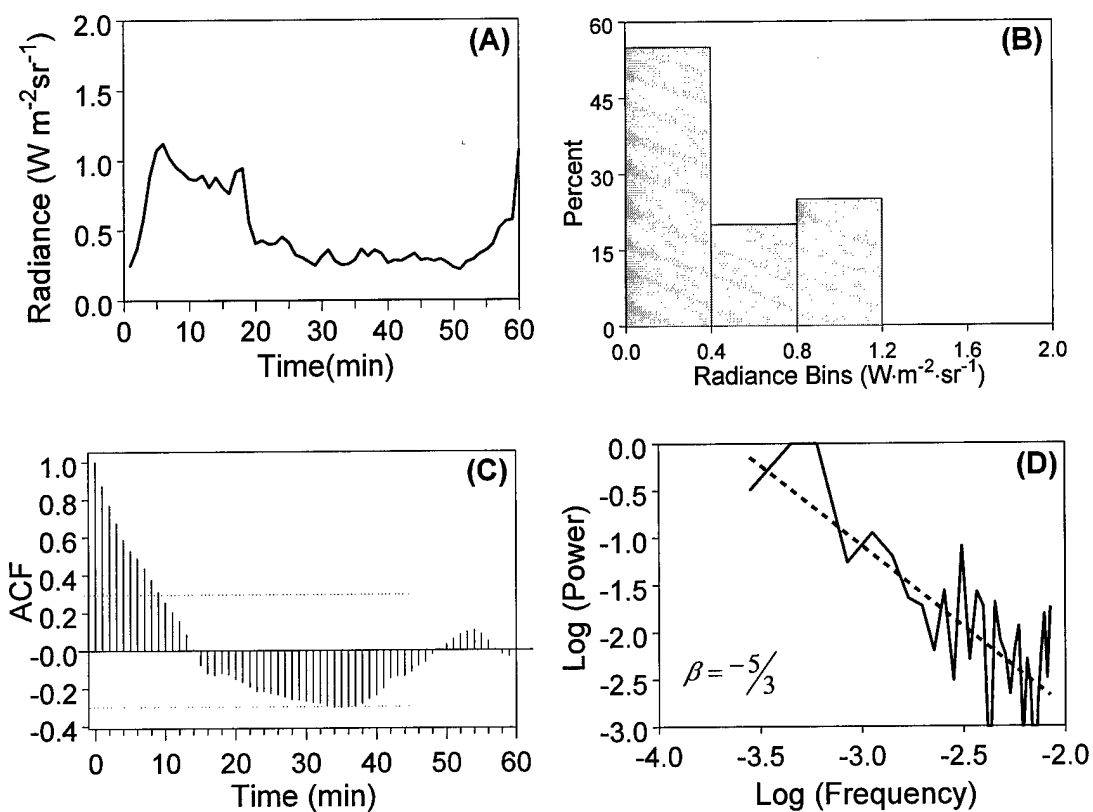 (A)
Radiance (W m⁻²sr⁻¹)
2.0
1.5
1.0
0.5
0.0
0 10 20 30 40 50 60
Time(min)
(B)
Percent
60
45
30
15
0
0.0 0.4 0.8 1.2 1.6 2.0
Radiance Bins (W·m⁻²·sr⁻¹)
(C)
ACF
1.0
0.8
0.6
0.4
0.2
-0.0
-0.2
-0.4
0 10 20 30 40 50 60
Time (min)
(D)
Log (Power)
0.0
-0.5
-1.0
-1.5
-2.0
-2.5
-3.0
β = −5/3
-4.0 -3.5 -3.0 -2.5 -2.0
Log (Frequency)